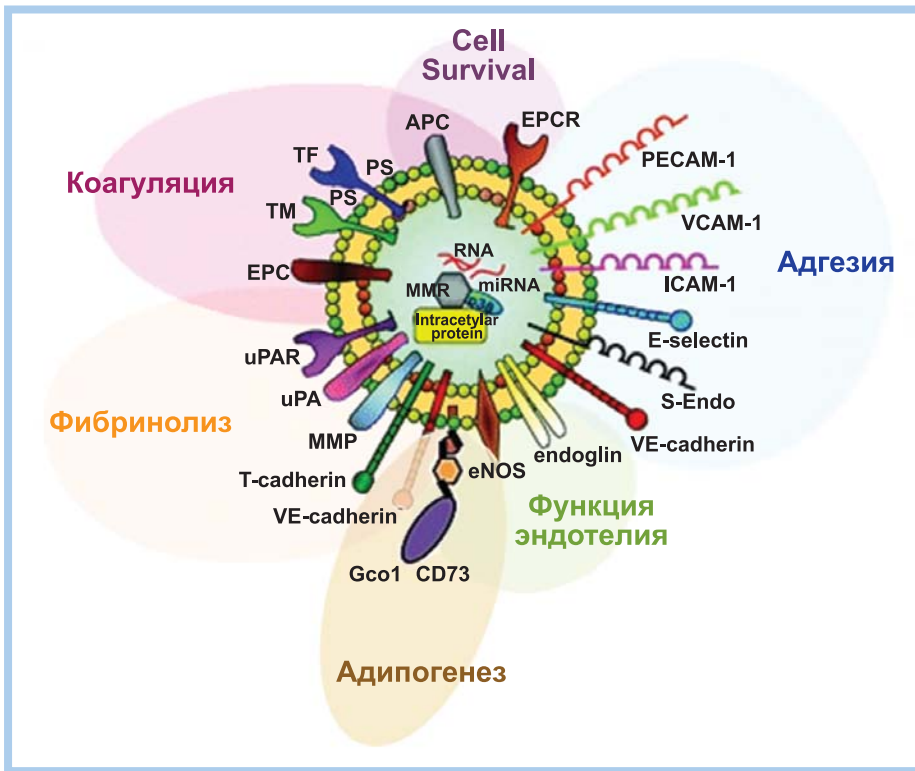 Cell
Survival
APC
EPCR
TF
PS
PECAM-1
Коагуляция
PS
TM
VCAM-1
Адгезия
RNA
EPC
miRNA
ICAM-1
MMR
Intracetylar
protein
E-selectin
uPAR
uPA
S-Endo
Фибринолиз
MMP
VE-cadherin
endoglin
T-cadherin
eNOS
VE-cadherin
Функция
эндотелия
Gco1 CD73
Адипогенез